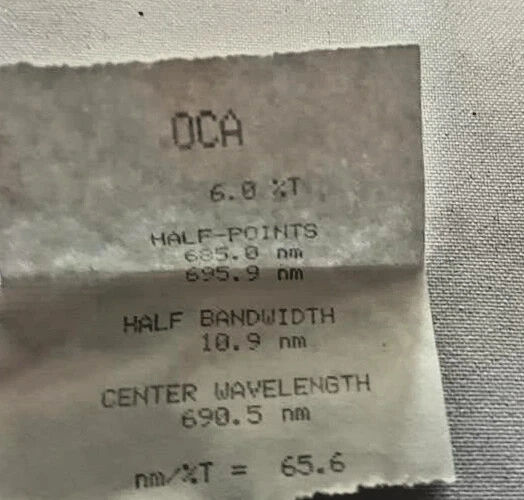 OCA
6.0 %T
HALF-POINTS
685.0 nm
695.9 nm
HALF BANDWIDTH
10.9 nm
CENTER WAVELENGTH
690.5 nm
nm/%T = 65.6